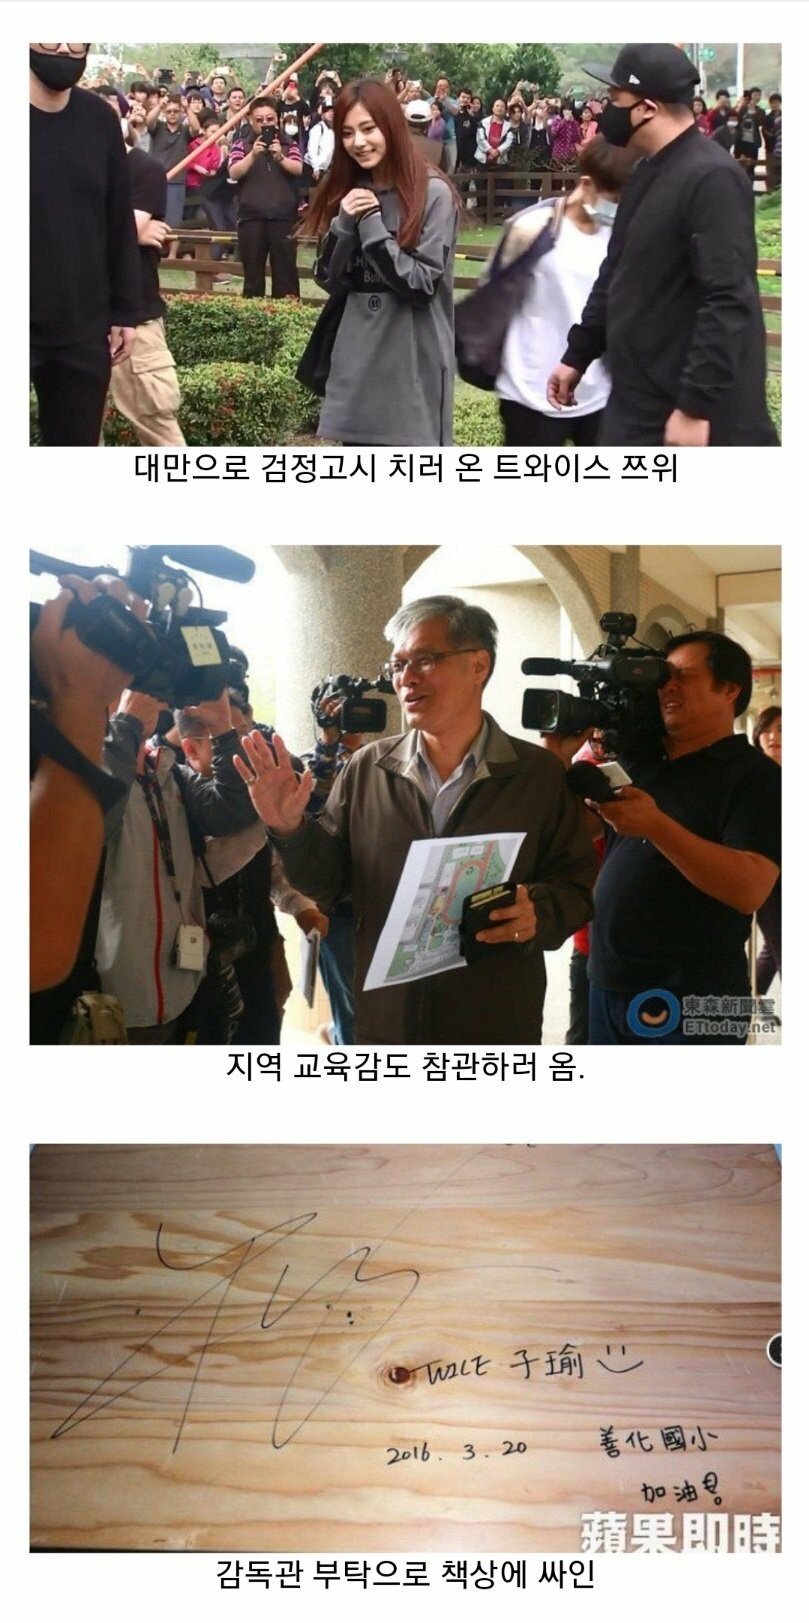 대만으로 검정고시 치러 온 트와이스 쯔위
東森新聞雲
ETtoday.net
지역 교육감도 참관하러 옴.
TWICE 子瑜
2016. 3. 20
善化國小
加油!
蘋果即時
감독관 부탁으로 책상에 싸인